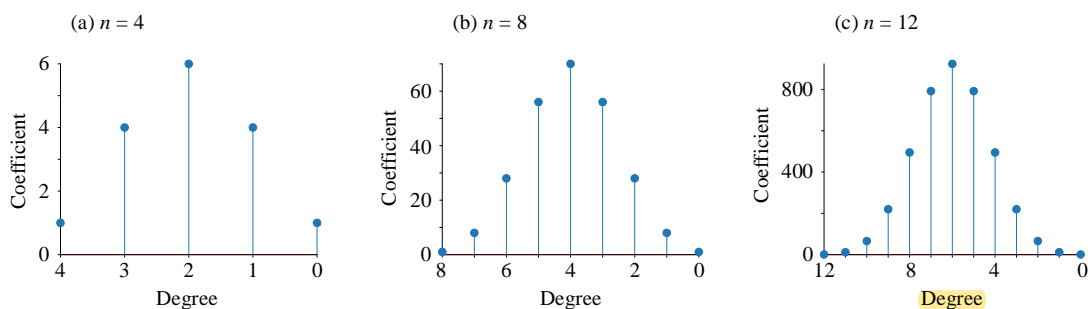 (a) n = 4
6
4
2
0
Coefficient
4 3 2 1 0
Degree
(b) n = 8
60
40
20
0
Coefficient
8 6 4 2 0
Degree
(c) n = 12
800
400
0
Coefficient
12 8 4 0
Degree